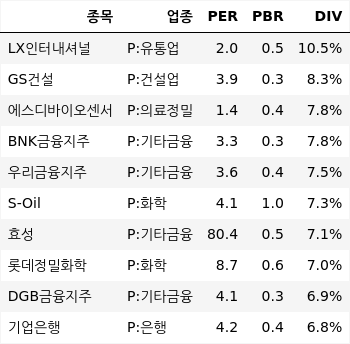 종목 업종 PER PBR DIV
LX인터내셔널 P:유통업 2.0 0.5 10.5%
GS건설 P:건설업 3.9 0.3 8.3%
에스디바이오센서 P:의료정밀 1.4 0.4 7.8%
BNK금융지주 P:기타금융 3.3 0.3 7.8%
우리금융지주 P:기타금융 3.6 0.4 7.5%
S-Oil P:화학 4.1 1.0 7.3%
효성 P:기타금융 80.4 0.5 7.1%
롯데정밀화학 P:화학 8.7 0.6 7.0%
DGB금융지주 P:기타금융 4.1 0.3 6.9%
기업은행 P:은행 4.2 0.4 6.8%